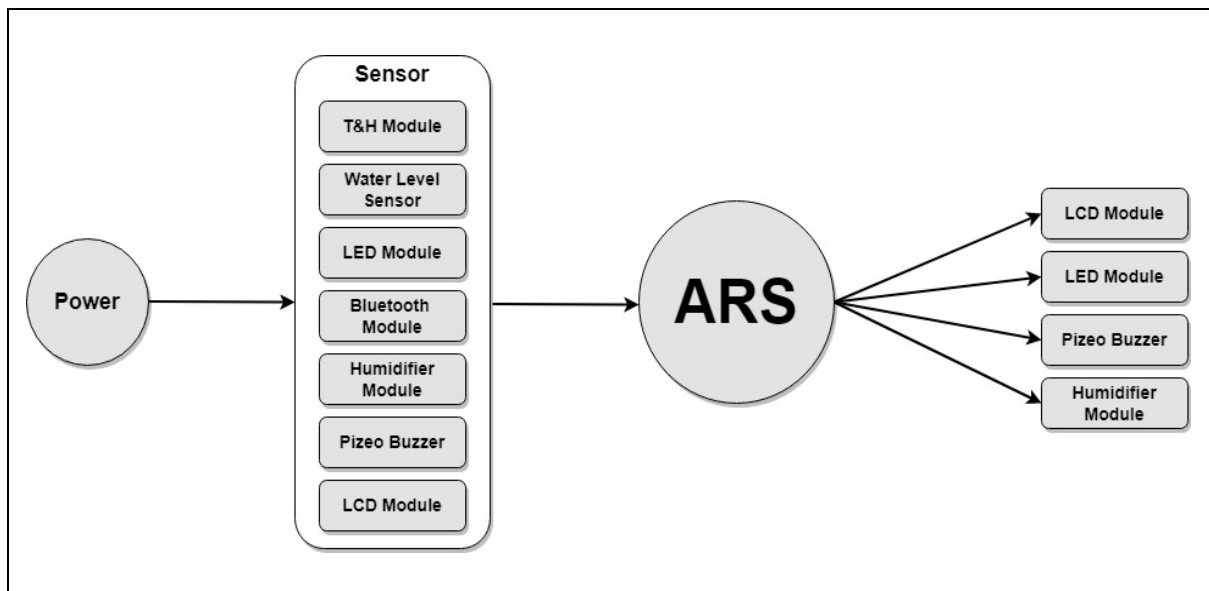 Power
Sensor
T&H Module
Water Level
Sensor
LED Module
Bluetooth
Module
Humidifier
Module
Pizeo Buzzer
LCD Module
ARS
LCD Module
LED Module
Pizeo Buzzer
Humidifier
Module